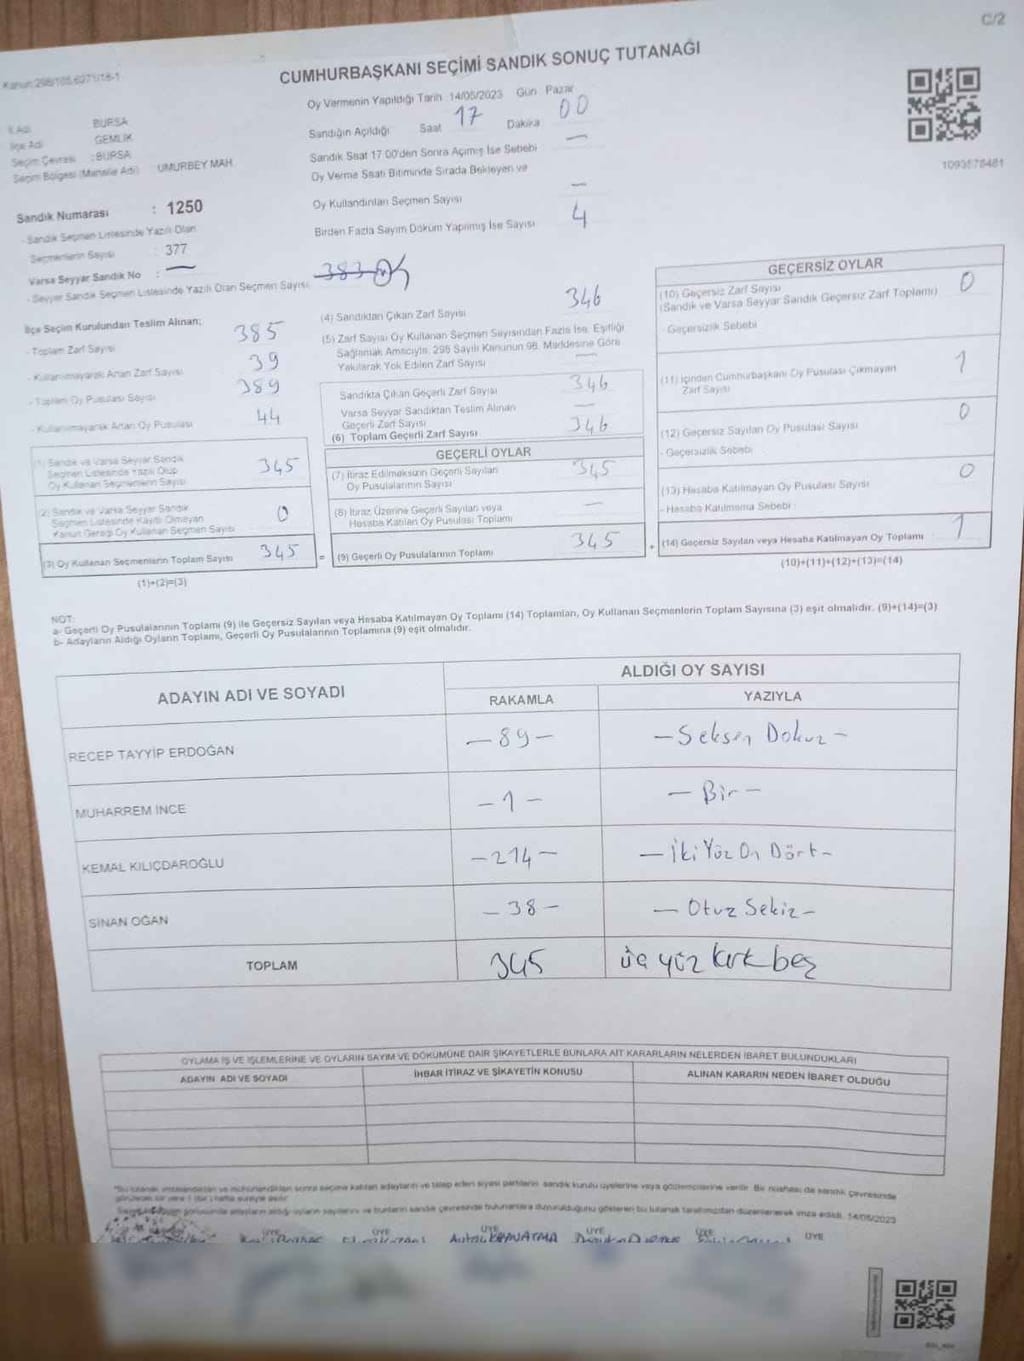 C/2
Kanun:298/105,6271/18-1
CUMHURBAŞKANI SEÇİMİ SANDIK SONUÇ TUTANAĞI
İl Adı BURSA
İlçe Adı GEMLİK
Seçim Çevresi : BURSA
Seçim Bölgesi (Mahalle Adı) UMURBEY MAH.
Sandık Numarası : 1250
- Sandık Seçmen Listesinde Yazılı Olan
Seçmenlerin Sayısı : 377
Varsa Seyyar Sandık No : —
- Seyyar Sandık Seçmen Listesinde Yazılı Olan Seçmen Sayısı
Oy Vermenin Yapıldığı Tarih 14/05/2023 Gün : Pazar
Sandığın Açıldığı Saat 17 Dakika 00
Sandık Saat 17:00'den Sonra Açılmış İse Sebebi —
Oy Verme Saati Bitiminde Sırada Bekleyen ve
Oy Kullandırılan Seçmen Sayısı —
Birden Fazla Sayım Döküm Yapılmış İse Sayısı 4
1093578481
İlçe Seçim Kurulundan Teslim Alınan;
- Toplam Zarf Sayısı 385
- Kullanılmayarak Artan Zarf Sayısı 39
- Toplam Oy Pusulası Sayısı 389
- Kullanılmayarak Artan Oy Pusulası 44
(1) Sandık ve Varsa Seyyar Sandık
Seçmen Listesinde Yazılı Olup
Oy Kullanan Seçmenlerin Sayısı 345
(2) Sandık ve Varsa Seyyar Sandık
Seçmen Listesinde Kaydı Olmayan
Kanun Gereği Oy Kullanan Seçmen Sayısı 0
(3) Oy Kullanan Seçmenlerin Toplam Sayısı 345
(1)+(2)=(3)
383
(4) Sandıktan Çıkan Zarf Sayısı 346
(5) Zarf Sayısı Oy Kullanan Seçmen Sayısından Fazla İse, Eşitliği
Sağlamak Amacıyla, 298 Sayılı Kanunun 98. Maddesine Göre
Yakılarak Yok Edilen Zarf Sayısı —
Sandıkta Çıkan Geçerli Zarf Sayısı 346
Varsa Seyyar Sandıktan Teslim Alınan
Geçerli Zarf Sayısı —
(6) Toplam Geçerli Zarf Sayısı 346
GEÇERLİ OYLAR
(7) İtiraz Edilmeksizin Geçerli Sayılan
Oy Pusulalarının Sayısı 345
(8) İtiraz Üzerine Geçerli Sayılan veya
Hesaba Katılan Oy Pusulası Toplamı —
= (9) Geçerli Oy Pusulalarının Toplamı 345
GEÇERSİZ OYLAR
(10) Geçersiz Zarf Sayısı 0
(Sandık ve Varsa Seyyar Sandık Geçersiz Zarf Toplamı)
- Geçersizlik Sebebi
(11) İçinden Cumhurbaşkanı Oy Pusulası Çıkmayan
Zarf Sayısı 1
(12) Geçersiz Sayılan Oy Pusulası Sayısı 0
- Geçersizlik Sebebi
(13) Hesaba Katılmayan Oy Pusulası Sayısı 0
- Hesaba Katılmama Sebebi :
+ (14) Geçersiz Sayılan veya Hesaba Katılmayan Oy Toplamı 1
(10)+(11)+(12)+(13)=(14)
NOT:
a- Geçerli Oy Pusulalarının Toplamı (9) ile Geçersiz Sayılan veya Hesaba Katılmayan Oy Toplamı (14) Toplamları, Oy Kullanan Seçmenlerin Toplam Sayısına (3) eşit olmalıdır. (9)+(14)=(3)
b- Adayların Aldığı Oyların Toplamı, Geçerli Oy Pusulalarının Toplamına (9) eşit olmalıdır.
ADAYIN ADI VE SOYADI ALDIĞI OY SAYISI
RAKAMLA YAZIYLA
RECEP TAYYİP ERDOĞAN —89— —Seksen Dokuz—
MUHARREM İNCE —1— —Bir—
KEMAL KILIÇDAROĞLU —214— —İki Yüz On Dört—
SİNAN OĞAN —38— —Otuz Sekiz—
TOPLAM 345 üç yüz kırk beş
OYLAMA İŞ VE İŞLEMLERİNE VE OYLARIN SAYIM VE DÖKÜMÜNE DAİR ŞİKAYETLERLE BUNLARA AİT KARARLARIN NELERDEN İBARET BULUNDUKLARI
ADAYIN ADI VE SOYADI İHBAR İTİRAZ VE ŞİKAYETİN KONUSU ALINAN KARARIN NEDEN İBARET OLDUĞU
14/05/2023
ÜYE ÜYE ÜYE ÜYE ÜYE ÜYE